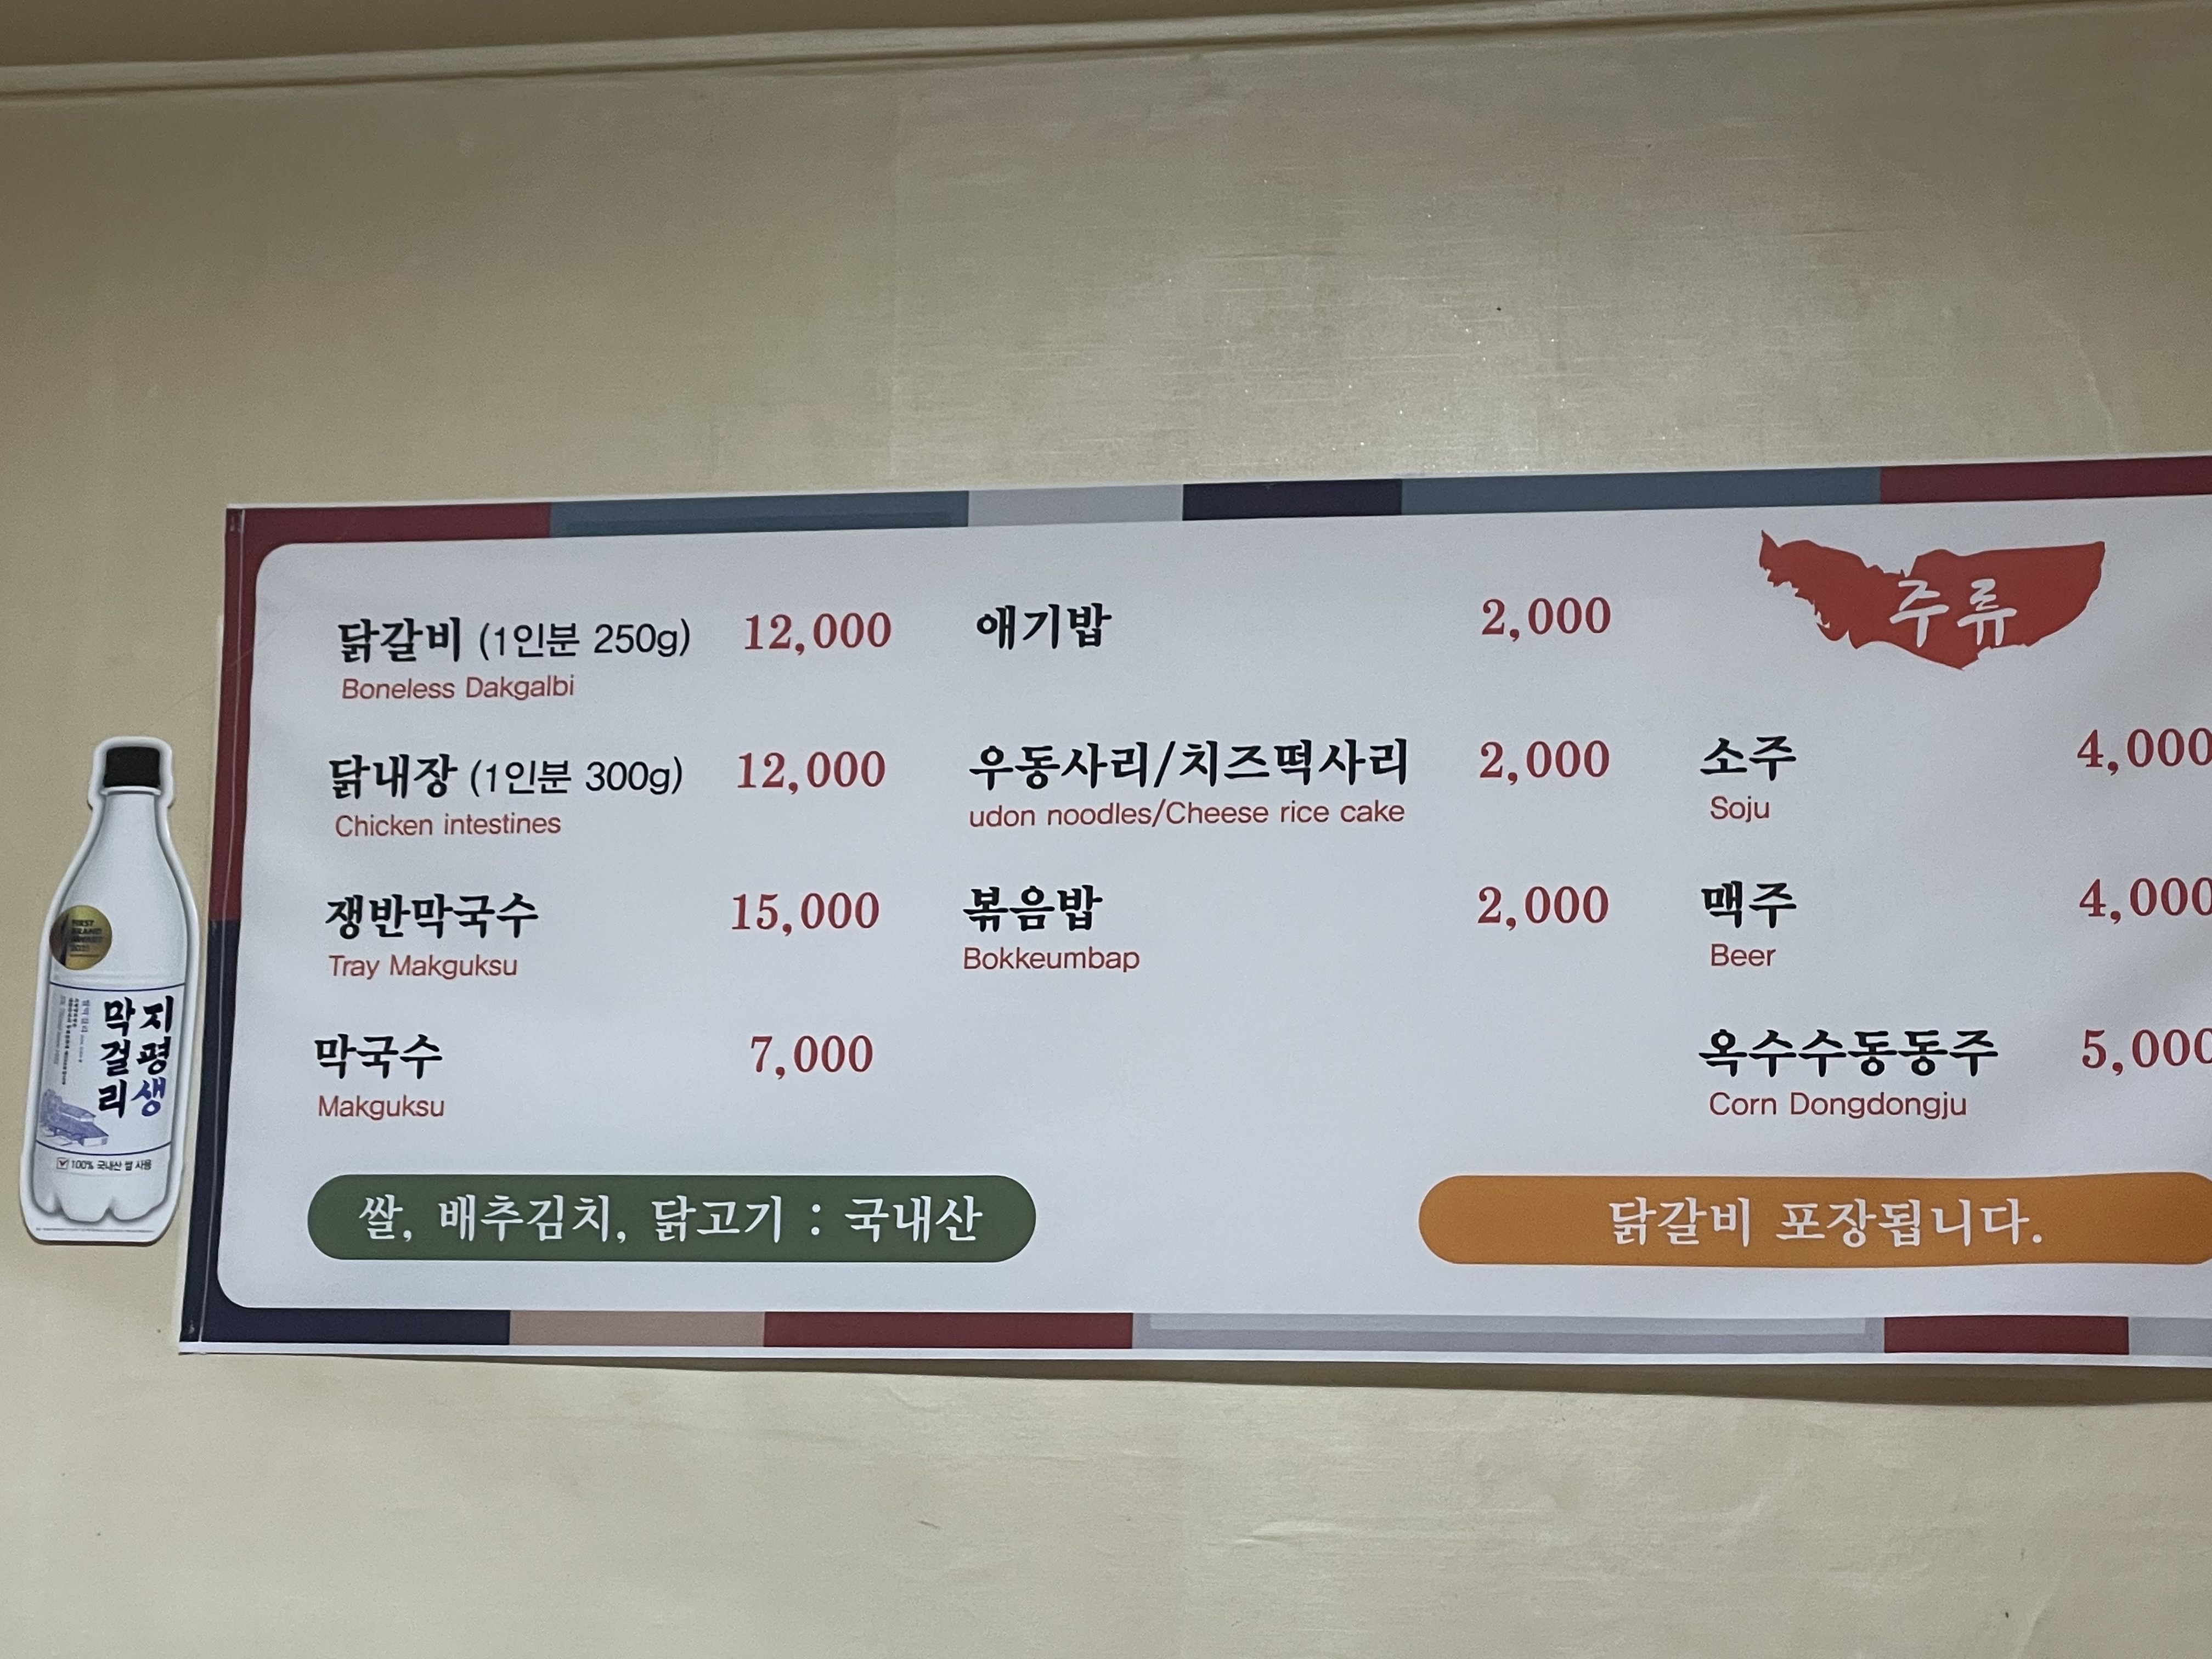 닭갈비 (1인분 250g) 12,000
Boneless Dakgalbi
닭내장 (1인분 300g) 12,000
Chicken intestines
쟁반막국수 15,000
Tray Makguksu
막국수 7,000
Makguksu
애기밥 2,000
우동사리/치즈떡사리 2,000
udon noodles/Cheese rice cake
볶음밥 2,000
Bokkeumbap
주류
소주 4,000
Soju
맥주 4,000
Beer
옥수수동동주 5,000
Corn Dongdongju
쌀, 배추김치, 닭고기 : 국내산
닭갈비 포장됩니다.
FIRST
BRAND
지평생
막걸리
100% 국내산 쌀 사용